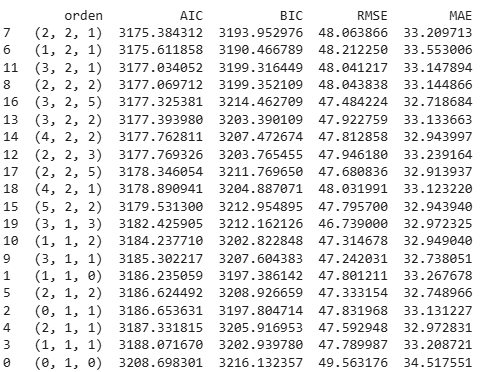 orden AIC BIC RMSE MAE
7 (2, 2, 1) 3175.384312 3193.952976 48.063866 33.209713
6 (1, 2, 1) 3175.611858 3190.466789 48.212250 33.553006
11 (3, 2, 1) 3177.034052 3199.316449 48.041217 33.147894
8 (2, 2, 2) 3177.069712 3199.352109 48.043838 33.144866
16 (3, 2, 5) 3177.325381 3214.462709 47.484224 32.718684
13 (3, 2, 2) 3177.393980 3203.390109 47.922759 33.133663
14 (4, 2, 2) 3177.762811 3207.472674 47.812858 32.943997
12 (2, 2, 3) 3177.769326 3203.765455 47.946180 33.239164
17 (2, 2, 5) 3178.346054 3211.769650 47.680836 32.913937
18 (4, 2, 1) 3178.890941 3204.887071 48.031991 33.123220
15 (5, 2, 2) 3179.531300 3212.954895 47.795700 32.943940
19 (3, 1, 3) 3182.425905 3212.162126 46.739000 32.972325
10 (1, 1, 2) 3184.237710 3202.822848 47.314678 32.949040
9 (3, 1, 1) 3185.302217 3207.604383 47.242031 32.738051
1 (1, 1, 0) 3186.235059 3197.386142 47.801211 33.267678
5 (2, 1, 2) 3186.624492 3208.926659 47.333154 32.748966
2 (0, 1, 1) 3186.653631 3197.804714 47.831968 33.131227
4 (2, 1, 1) 3187.331815 3205.916953 47.592948 32.972831
3 (1, 1, 1) 3188.071670 3202.939780 47.789987 33.208721
0 (0, 1, 0) 3208.698301 3216.132357 49.563176 34.517551